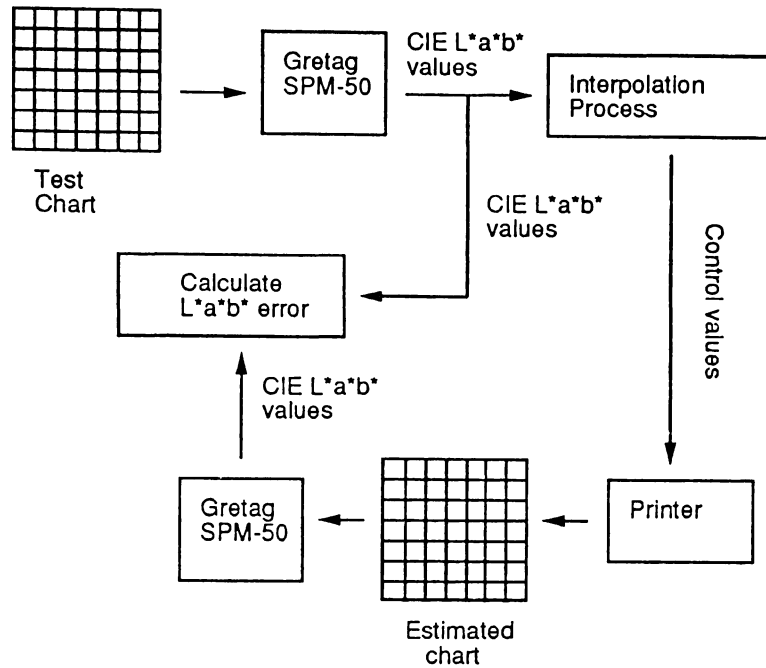 Gretag
SPM-50
CIE L*a*b*
values
Interpolation
Process
Test
Chart
CIE L*a*b*
values
Control values
Calculate
L*a*b* error
CIE L*a*b*
values
Gretag
SPM-50
Printer
Estimated
chart